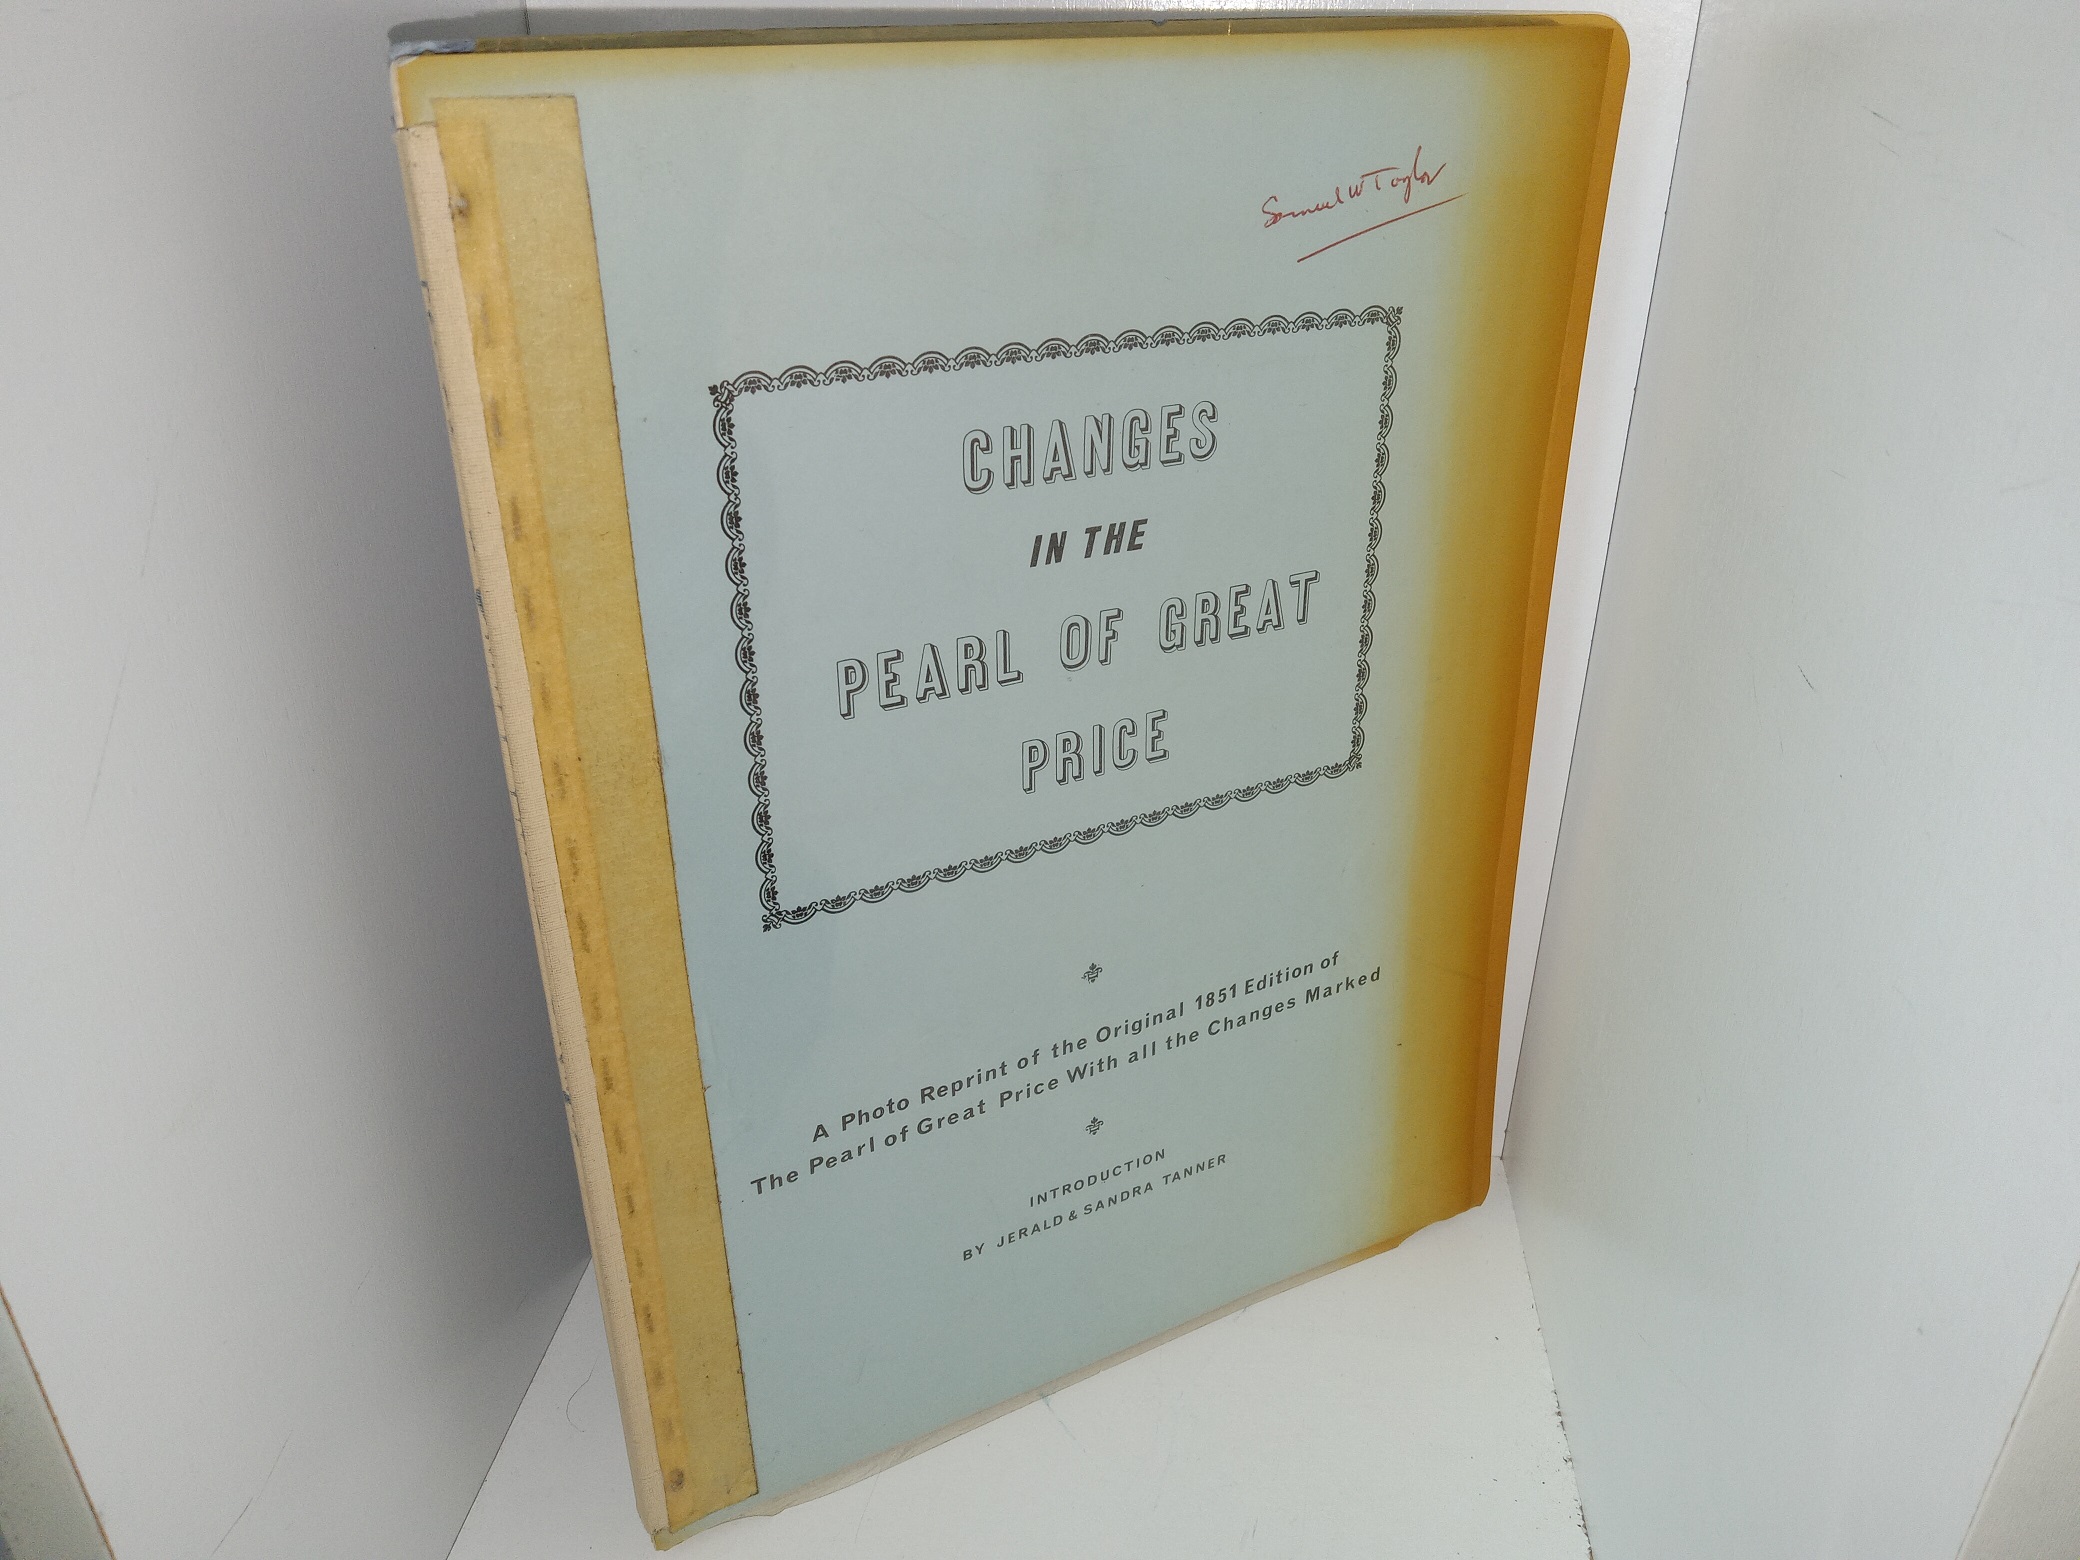 Samuel W Taylor
CHANGES
IN THE
PEARL OF GREAT
PRICE
A Photo Reprint of the Original 1851 Edition of
The Pearl of Great Price With all the Changes Marked
INTRODUCTION
BY JERALD & SANDRA TANNER